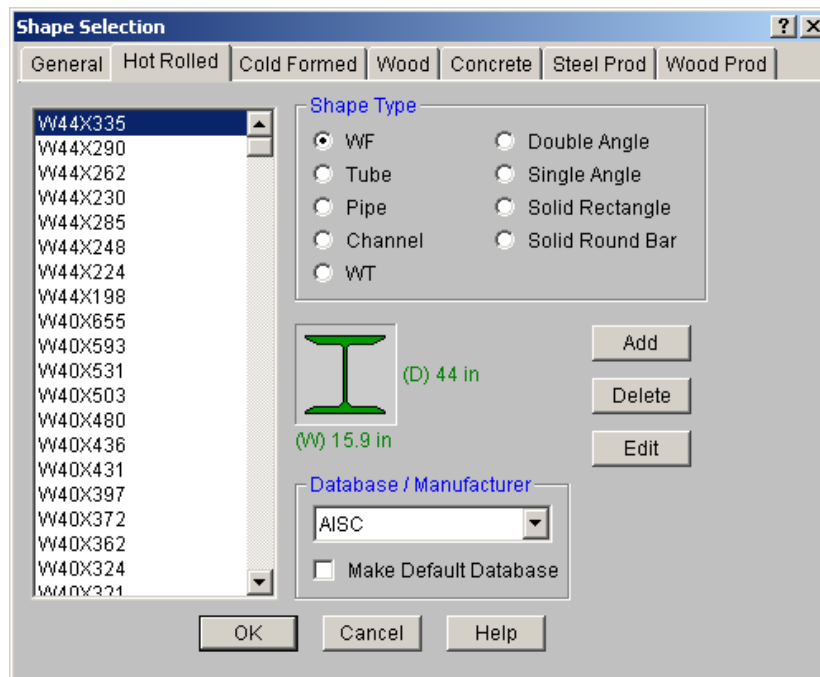 Shape Selection
General Hot Rolled Cold Formed Wood Concrete Steel Prod Wood Prod
W44X335
W44X290
W44X262
W44X230
W44X285
W44X248
W44X224
W44X198
W40X655
W40X593
W40X531
W40X503
W40X480
W40X436
W40X431
W40X397
W40X372
W40X362
W40X324
W40X321
Shape Type
WF
Tube
Pipe
Channel
WT
Double Angle
Single Angle
Solid Rectangle
Solid Round Bar
(D) 44 in
(W) 15.9 in
Add
Delete
Edit
Database / Manufacturer
AISC
Make Default Database
OK Cancel Help